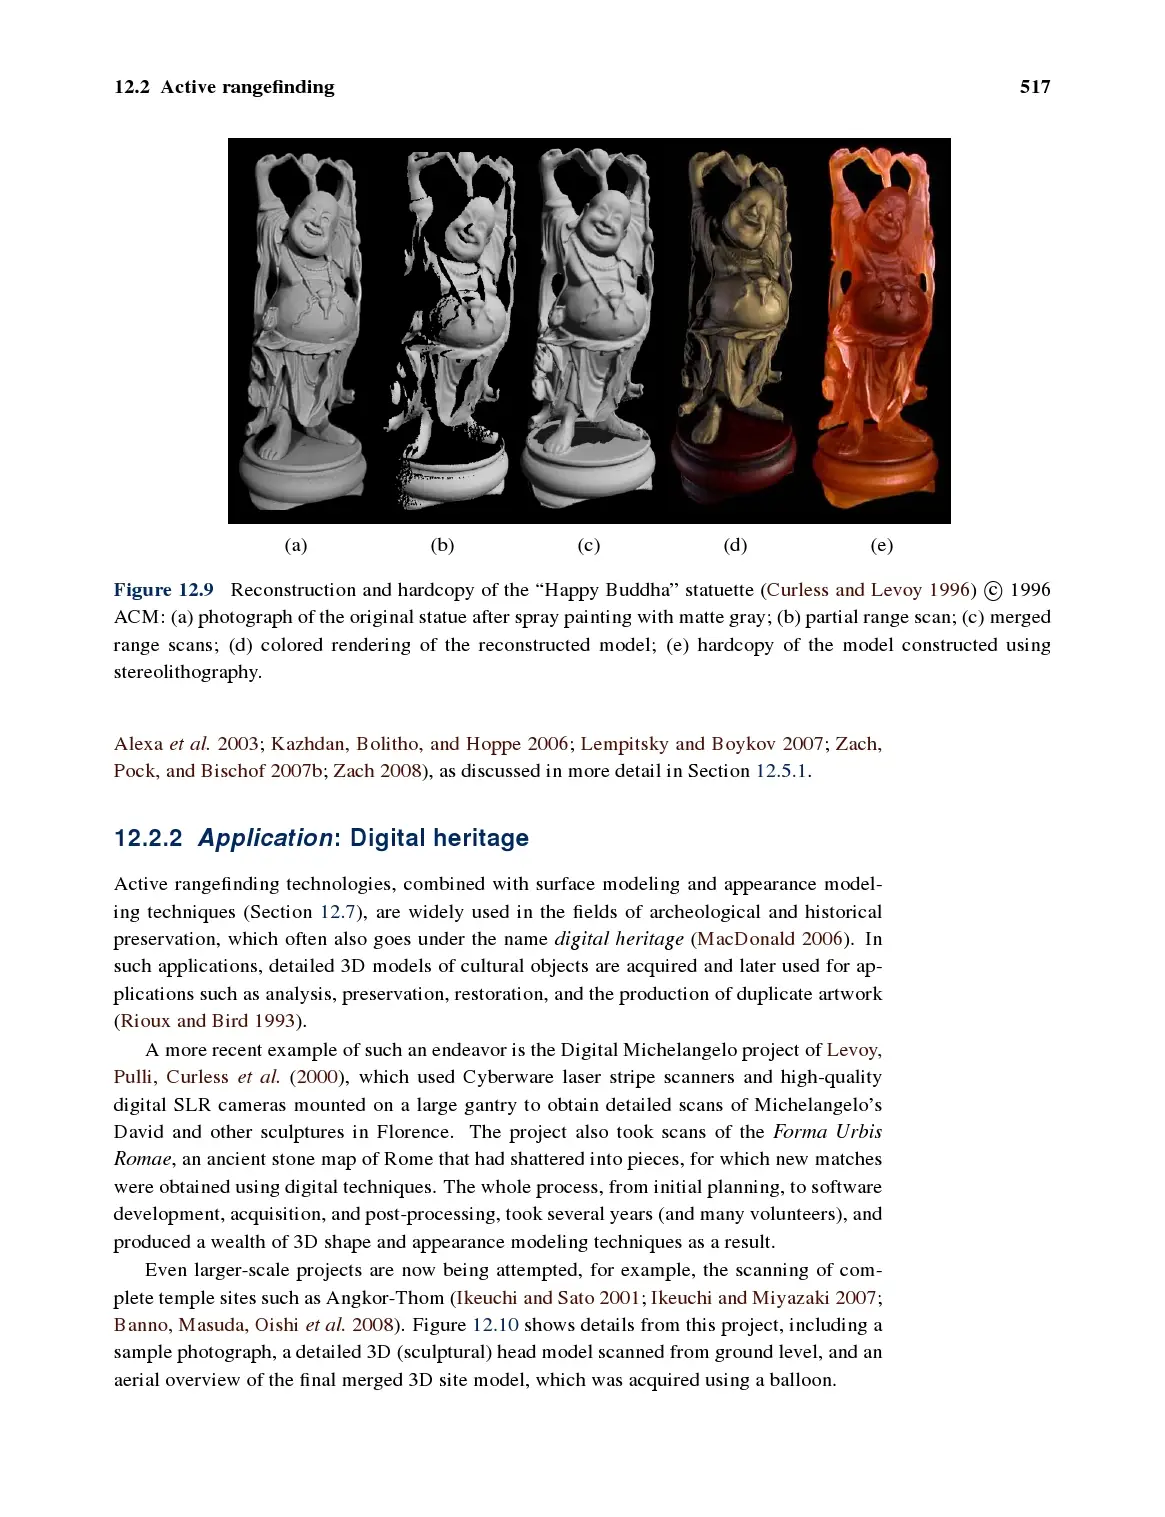 12.2 Active rangefinding 517
(a) (b) (c) (d) (e)
Figure 12.9 Reconstruction and hardcopy of the “Happy Buddha” statuette (Curless and Levoy 1996) © 1996
ACM: (a) photograph of the original statue after spray painting with matte gray; (b) partial range scan; (c) merged
range scans; (d) colored rendering of the reconstructed model; (e) hardcopy of the model constructed using
stereolithography.
Alexa et al. 2003; Kazhdan, Bolitho, and Hoppe 2006; Lempitsky and Boykov 2007; Zach,
Pock, and Bischof 2007b; Zach 2008), as discussed in more detail in Section 12.5.1.
12.2.2 Application: Digital heritage
Active rangefinding technologies, combined with surface modeling and appearance model-
ing techniques (Section 12.7), are widely used in the fields of archeological and historical
preservation, which often also goes under the name digital heritage (MacDonald 2006). In
such applications, detailed 3D models of cultural objects are acquired and later used for ap-
plications such as analysis, preservation, restoration, and the production of duplicate artwork
(Rioux and Bird 1993).
A more recent example of such an endeavor is the Digital Michelangelo project of Levoy,
Pulli, Curless et al. (2000), which used Cyberware laser stripe scanners and high-quality
digital SLR cameras mounted on a large gantry to obtain detailed scans of Michelangelo’s
David and other sculptures in Florence. The project also took scans of the Forma Urbis
Romae, an ancient stone map of Rome that had shattered into pieces, for which new matches
were obtained using digital techniques. The whole process, from initial planning, to software
development, acquisition, and post-processing, took several years (and many volunteers), and
produced a wealth of 3D shape and appearance modeling techniques as a result.
Even larger-scale projects are now being attempted, for example, the scanning of com-
plete temple sites such as Angkor-Thom (Ikeuchi and Sato 2001; Ikeuchi and Miyazaki 2007;
Banno, Masuda, Oishi et al. 2008). Figure 12.10 shows details from this project, including a
sample photograph, a detailed 3D (sculptural) head model scanned from ground level, and an
aerial overview of the final merged 3D site model, which was acquired using a balloon.